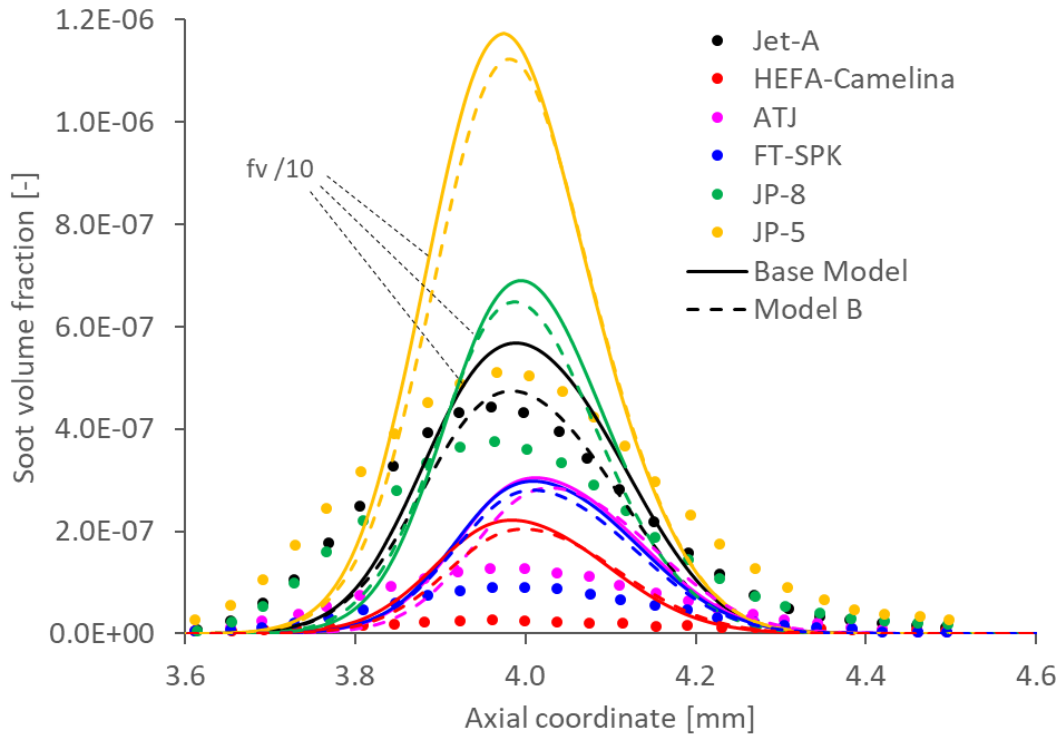 1.2E-06
1.0E-06
8.0E-07
6.0E-07
4.0E-07
2.0E-07
0.0E+00
Soot volume fraction [-]
fv /10
Jet-A
HEFA-Camelina
ATJ
FT-SPK
JP-8
JP-5
Base Model
Model B
3.6 3.8 4.0 4.2 4.4 4.6
Axial coordinate [mm]